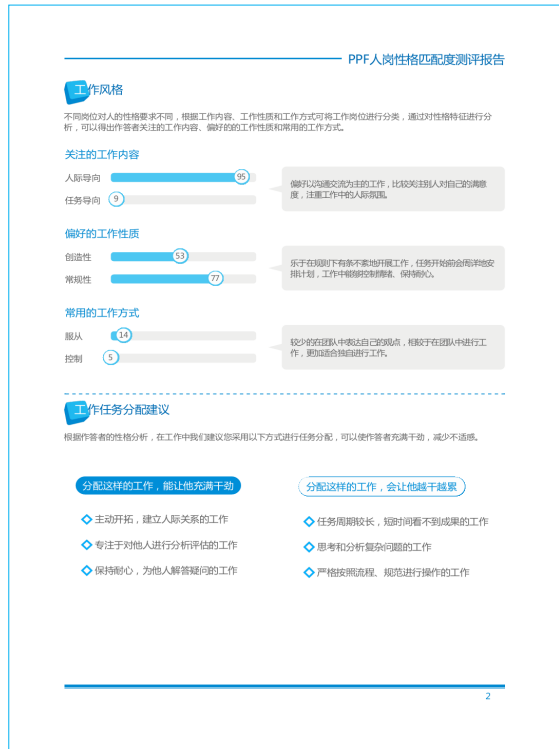 PPF人岗性格匹配度测评报告
工作风格
不同岗位对人的性格要求不同，根据工作内容、工作性质和工作方式可将工作岗位进行分类，通过对性格特征进行分
析，可以得出作答者关注的工作内容、偏好的的工作性质和常用的工作方式。
关注的工作内容
人际导向 95
任务导向 9
偏好以沟通交流为主的工作，比较关注别人对自己的满意
度，注重工作中的人际氛围。
偏好的工作性质
创造性 53
常规性 77
乐于在规则下有条不紊地开展工作，任务开始前会周详地安
排计划，工作中能够控制情绪、保持耐心。
常用的工作方式
服从 14
控制 5
较少的在团队中表达自己的观点，相较于在团队中进行工
作，更加适合独自进行工作。
工作任务分配建议
根据作答者的性格分析，在工作中我们建议您采用以下方式进行任务分配，可以使作答者充满干劲，减少不适感。
分配这样的工作，能让他充满干劲
主动开拓，建立人际关系的工作
专注于对他人进行分析评估的工作
保持耐心，为他人解答疑问的工作
分配这样的工作，会让他越干越累
任务周期较长，短时间看不到成果的工作
思考和分析复杂问题的工作
严格按照流程、规范进行操作的工作
2